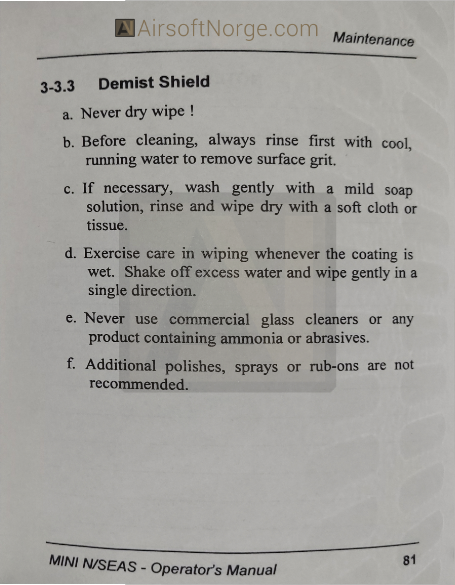 AirsoftNorge.com
Maintenance
3-3.3 Demist Shield
a. Never dry wipe !
b. Before cleaning, always rinse first with cool,
running water to remove surface grit.
c. If necessary, wash gently with a mild soap
solution, rinse and wipe dry with a soft cloth or
tissue.
d. Exercise care in wiping whenever the coating is
wet. Shake off excess water and wipe gently in a
single direction.
e. Never use commercial glass cleaners or any
product containing ammonia or abrasives.
f. Additional polishes, sprays or rub-ons are not
recommended.
MINI N/SEAS - Operator's Manual
81